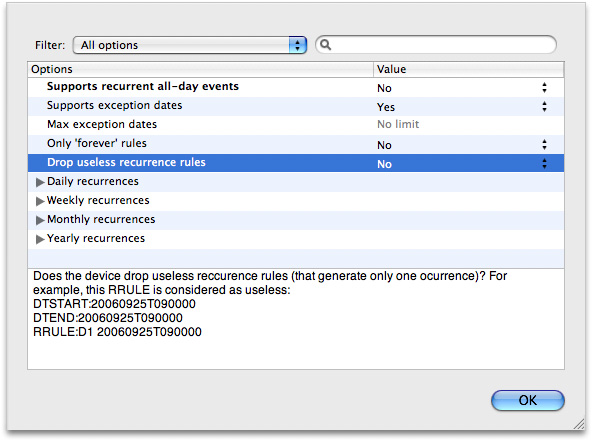 Filter: All options
Options Value
Supports recurrent all-day events No
Supports exception dates Yes
Max exception dates No limit
Only 'forever' rules No
Drop useless recurrence rules No
Daily recurrences
Weekly recurrences
Monthly recurrences
Yearly recurrences
Does the device drop useless reccurence rules (that generate only one ocurrence)? For
example, this RRULE is considered as useless:
DTSTART:20060925T090000
DTEND:20060925T090000
RRULE:D1 20060925T090000
OK